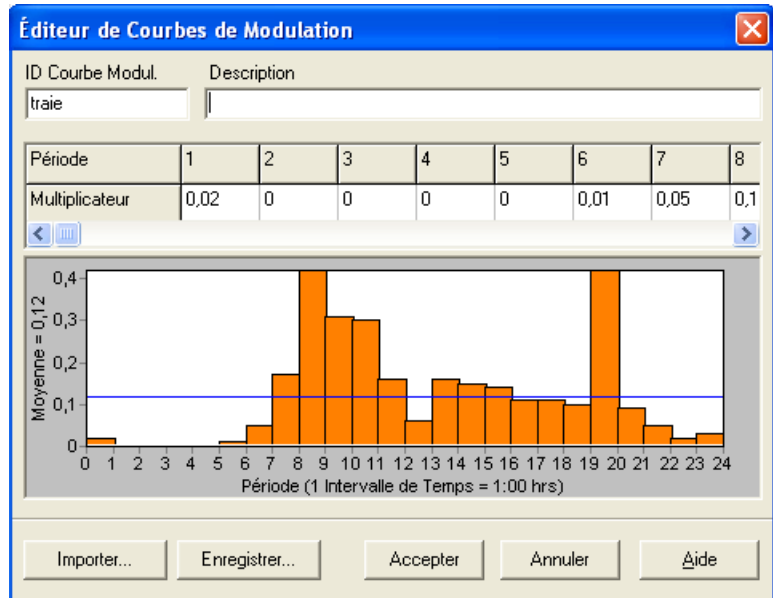 Éditeur de Courbes de Modulation
ID Courbe Modul. Description
traie
Période 1 2 3 4 5 6 7 8
Multiplicateur 0,02 0 0 0 0 0,01 0,05 0,1
Moyenne = 0,12
0,4
0,3
0,2
0,1
0
0 1 2 3 4 5 6 7 8 9 10 11 12 13 14 15 16 17 18 19 20 21 22 23 24
Période (1 Intervalle de Temps = 1:00 hrs)
Importer... Enregistrer... Accepter Annuler Aide